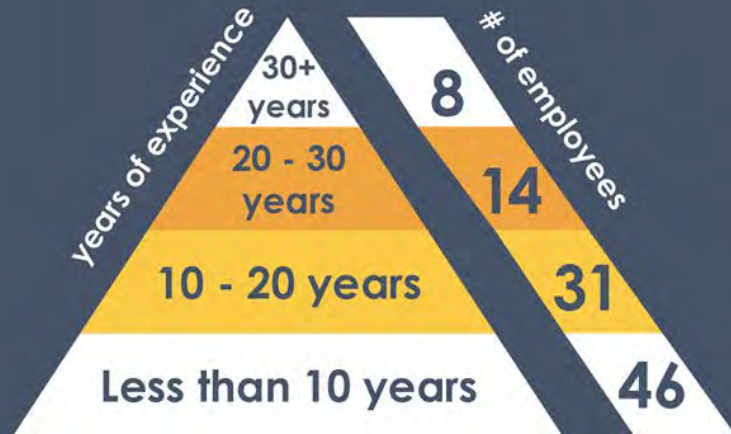 years of experience
# of employees
30+
years
8
20 - 30
years
14
10 - 20 years
31
Less than 10 years
46